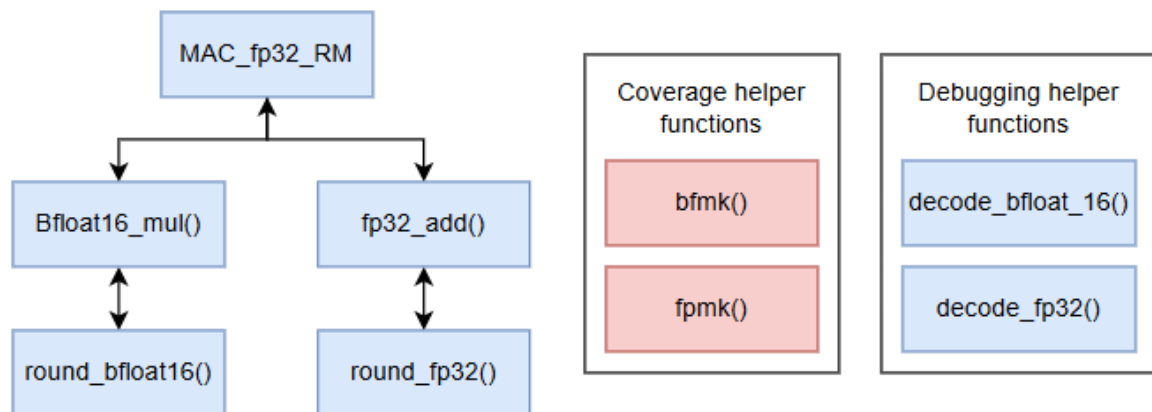 MAC_fp32_RM
Bfloat16_mul()
fp32_add()
round_bfloat16()
round_fp32()
Coverage helper
functions
bfmk()
fpmk()
Debugging helper
functions
decode_bfloat_16()
decode_fp32()